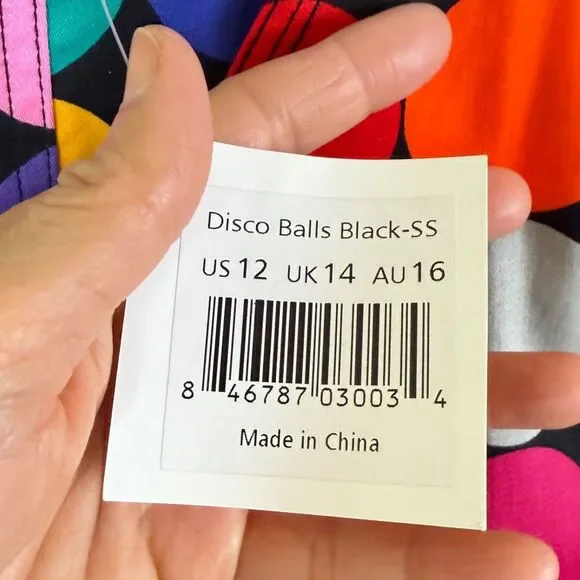 Disco Balls Black-SS
US 12 UK 14 AU 16
8 46787 03003 4
Made in China